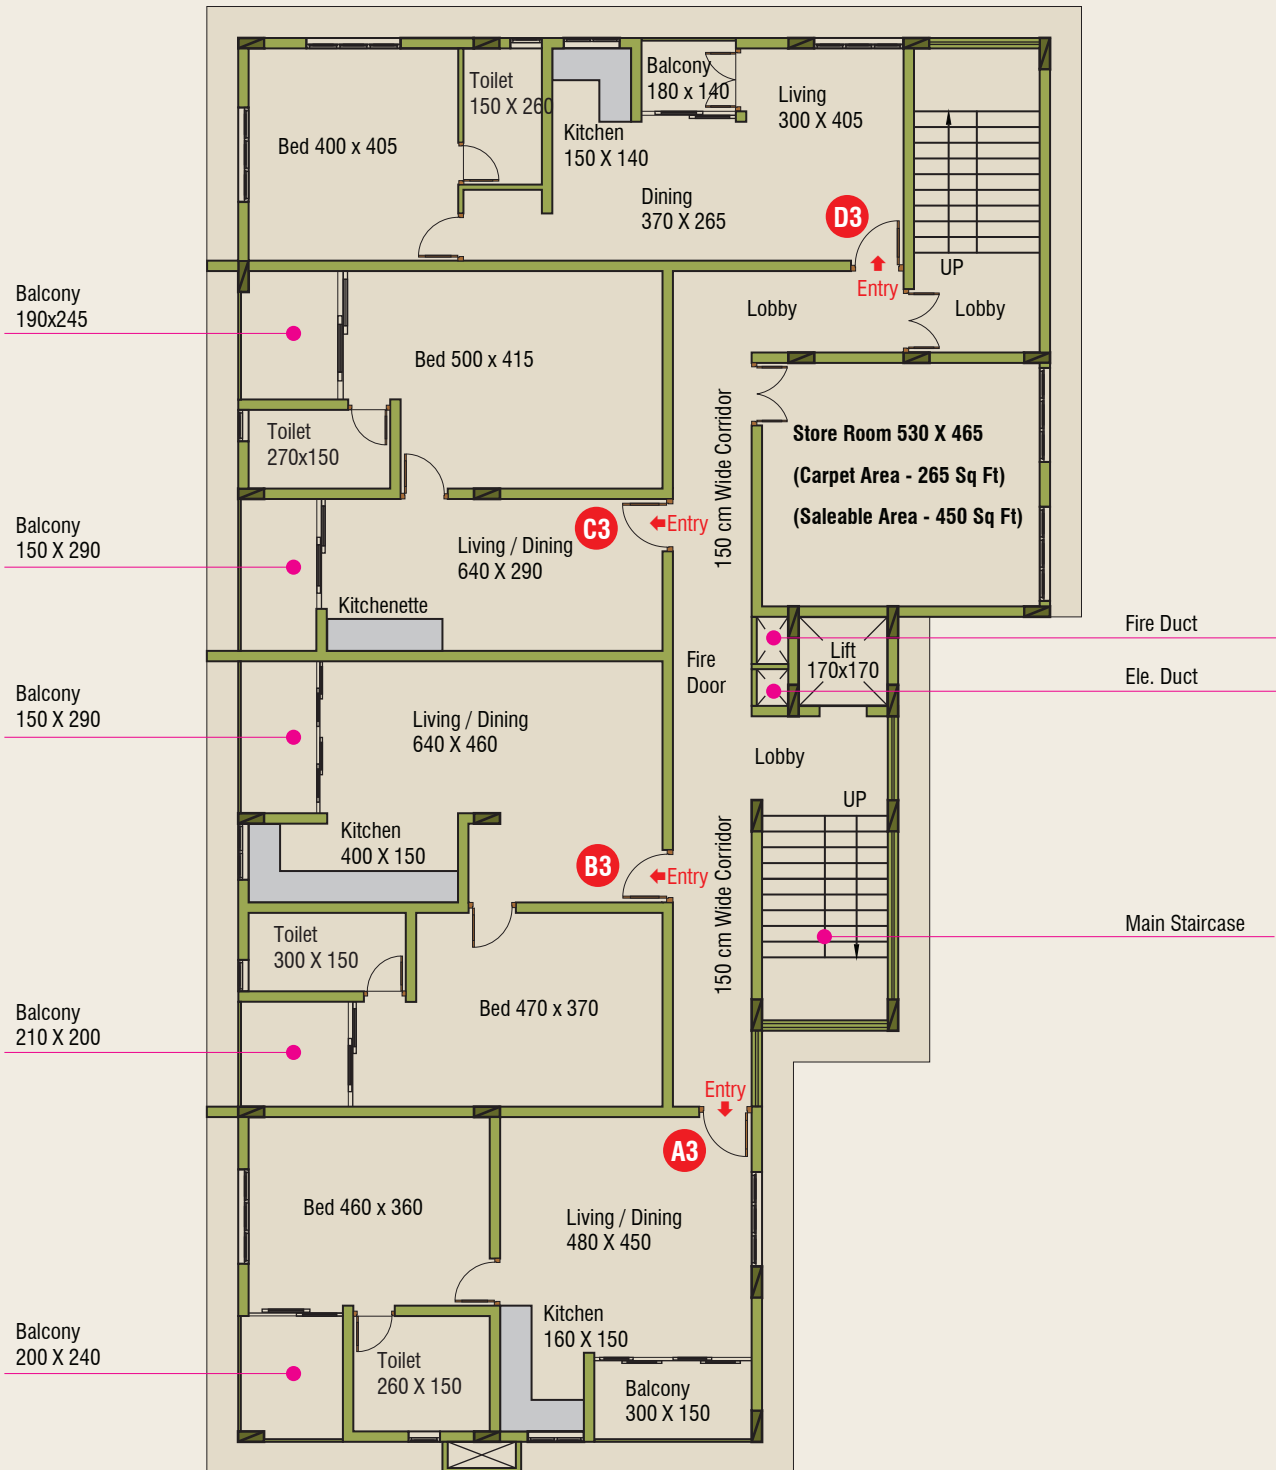 Toilet
150 X 260
Balcony
180 x 140
Living
300 X 405
Kitchen
150 X 140
Bed 400 x 405
Dining
370 X 265
D3
Entry
UP
Lobby
Lobby
Balcony
190x245
Bed 500 x 415
150 cm Wide Corridor
Toilet
270x150
Store Room 530 X 465
(Carpet Area - 265 Sq Ft)
(Saleable Area - 450 Sq Ft)
Balcony
150 X 290
C3
Entry
Living / Dining
640 X 290
Kitchenette
Fire Duct
Lift
170x170
Fire
Door
Ele. Duct
Balcony
150 X 290
Living / Dining
640 X 460
Lobby
UP
Kitchen
400 X 150
B3
Entry
150 cm Wide Corridor
Main Staircase
Toilet
300 X 150
Balcony
210 X 200
Bed 470 x 370
Entry
A3
Bed 460 x 360
Living / Dining
480 X 450
Kitchen
160 X 150
Balcony
200 X 240
Toilet
260 X 150
Balcony
300 X 150